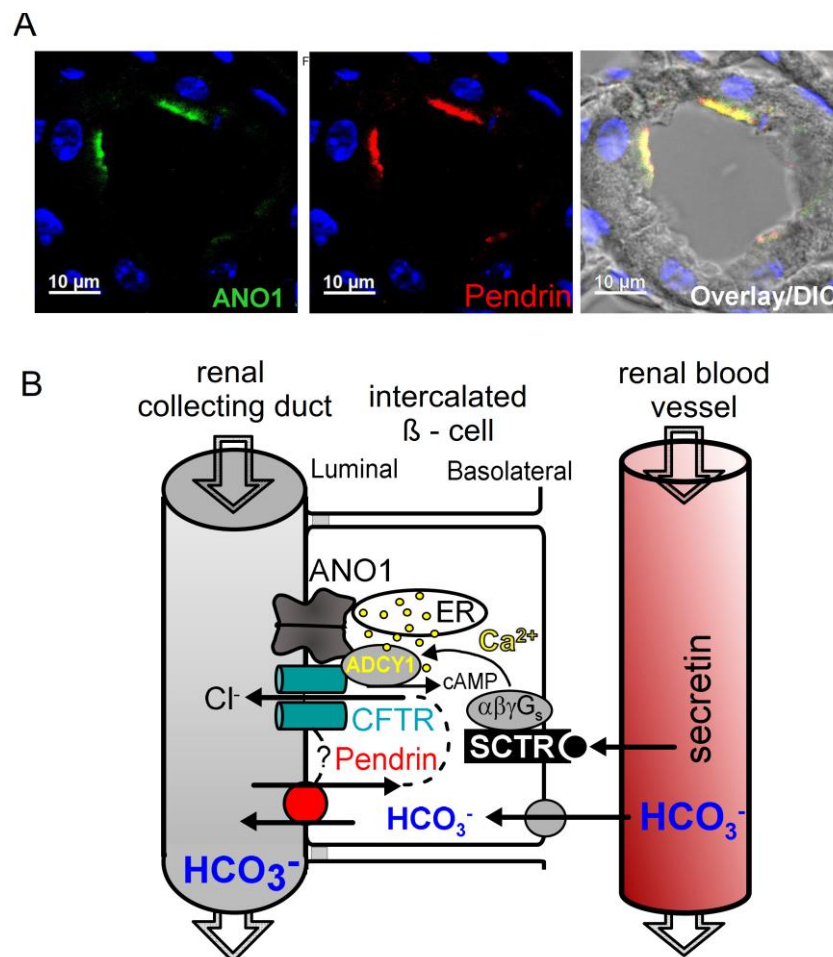 A
F
10 µm
ANO1
10 µm
Pendrin
10 µm
Overlay/DIC
B
renal
collecting duct
intercalated
ß - cell
renal blood
vessel
Luminal
Basolateral
ANO1
ER
Ca²⁺
ADCY1
cAMP
αβγGₛ
Cl⁻
CFTR
SCTR
secretin
?
Pendrin
HCO₃⁻
HCO₃⁻
HCO₃⁻